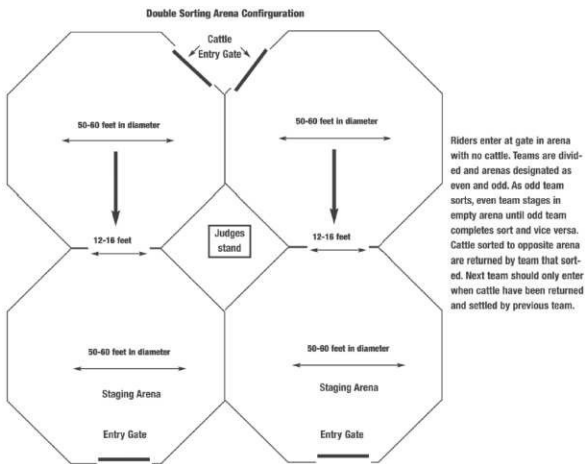 Double Sorting Arena Confirguration
Cattle
Entry Gate
50-60 feet in diameter
50-60 feet in diameter
Riders enter at gate in arena
with no cattle. Teams are divid-
ed and arenas designated as
even and odd. As odd team
sorts, even team stages in
empty arena until odd team
completes sort and vice versa.
Cattle sorted to opposite arena
are returned by team that sort-
ed. Next team should only enter
when cattle have been returned
and settled by previous team.
12-16 feet
Judges
stand
12-16 feet
50-60 feet in diameter
50-60 feet in diameter
Staging Arena
Staging Arena
Entry Gate
Entry Gate